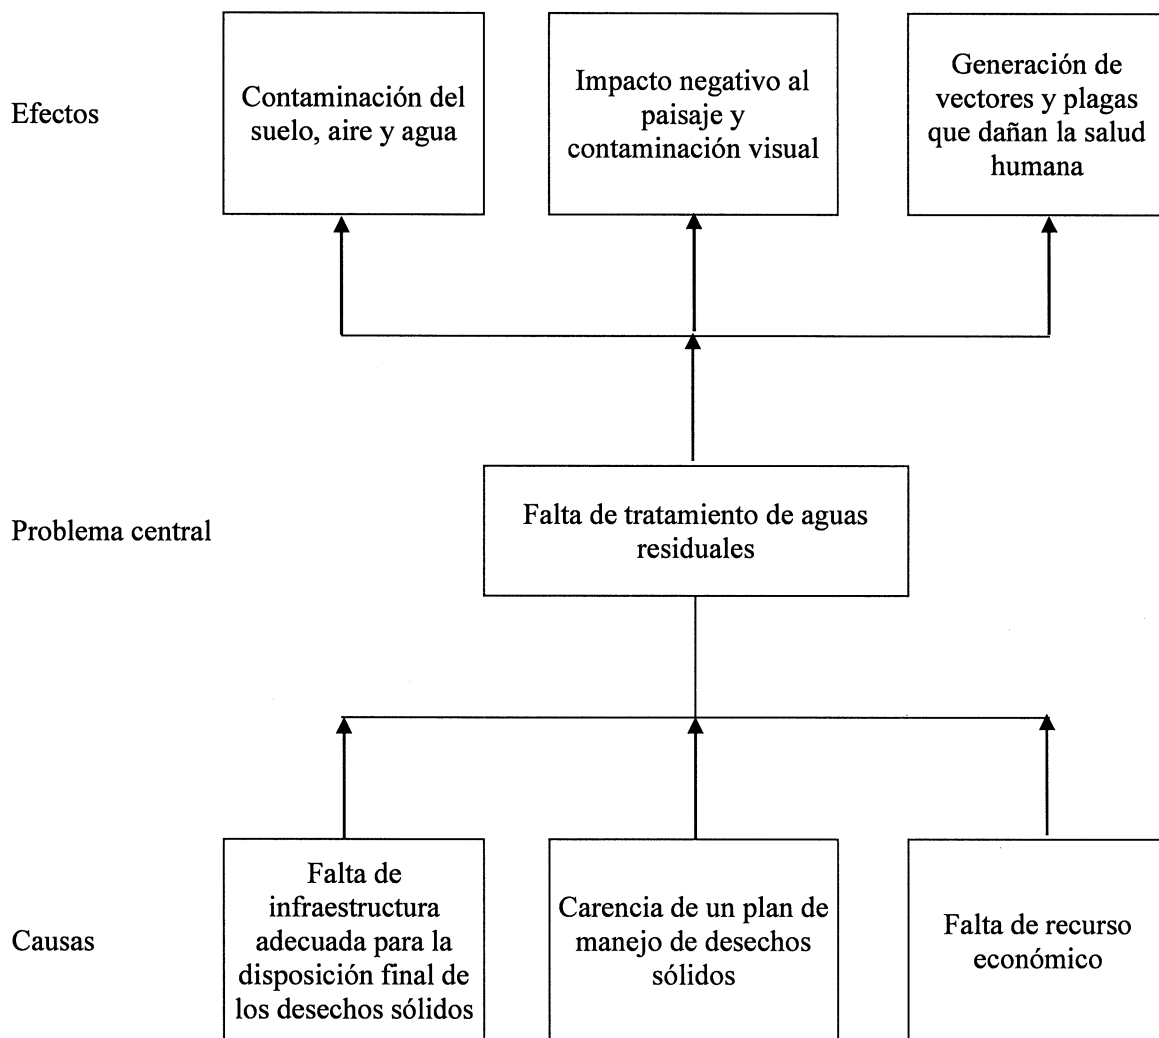 Efectos
Contaminación del
suelo, aire y agua
Impacto negativo al
paisaje y
contaminación visual
Generación de
vectores y plagas
que dañan la salud
humana
Problema central
Falta de tratamiento de aguas
residuales
Causas
Falta de
infraestructura
adecuada para la
disposición final de
los desechos sólidos
Carencia de un plan de
manejo de desechos
sólidos
Falta de recurso
económico